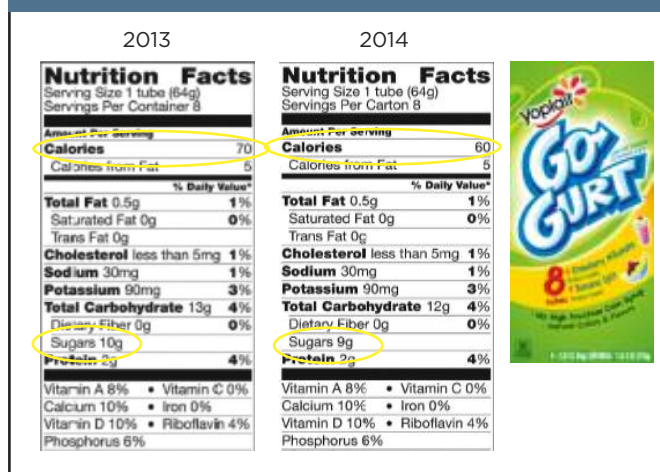 2013
2014
Nutrition Facts
Serving Size 1 tube (64g)
Servings Per Container 8
Amount Per Serving
Calories 70
Calories from Fat 5
% Daily Value*
Total Fat 0.5g 1%
Saturated Fat 0g 0%
Trans Fat 0g
Cholesterol less than 5mg 1%
Sodium 30mg 1%
Potassium 90mg 3%
Total Carbohydrate 13g 4%
Dietary Fiber 0g 0%
Sugars 10g
Protein 2g 4%
Vitamin A 8% • Vitamin C 0%
Calcium 10% • Iron 0%
Vitamin D 10% • Riboflavin 4%
Phosphorus 6%
Nutrition Facts
Serving Size 1 tube (64g)
Servings Per Carton 8
Amount Per Serving
Calories 60
Calories from Fat 5
% Daily Value*
Total Fat 0.5g 1%
Saturated Fat 0g 0%
Trans Fat 0g
Cholesterol less than 5mg 1%
Sodium 30mg 1%
Potassium 90mg 3%
Total Carbohydrate 12g 4%
Dietary Fiber 0g 0%
Sugars 9g
Protein 2g 4%
Vitamin A 8% • Vitamin C 0%
Calcium 10% • Iron 0%
Vitamin D 10% • Riboflavin 4%
Phosphorus 6%
Yoplait
GO-
GURT
8